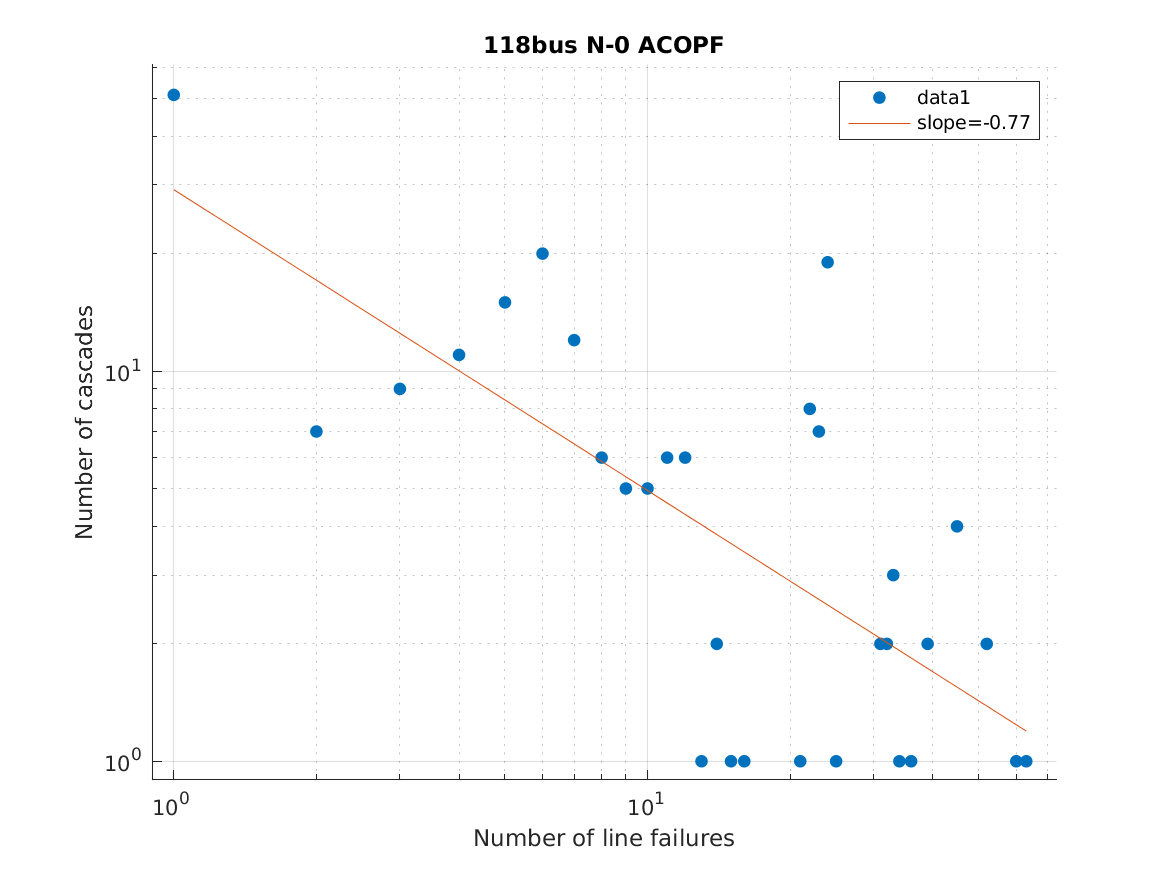 118bus N-0 ACOPF
data1
slope=-0.77
Number of cascades
10^1
10^0
10^0
10^1
Number of line failures